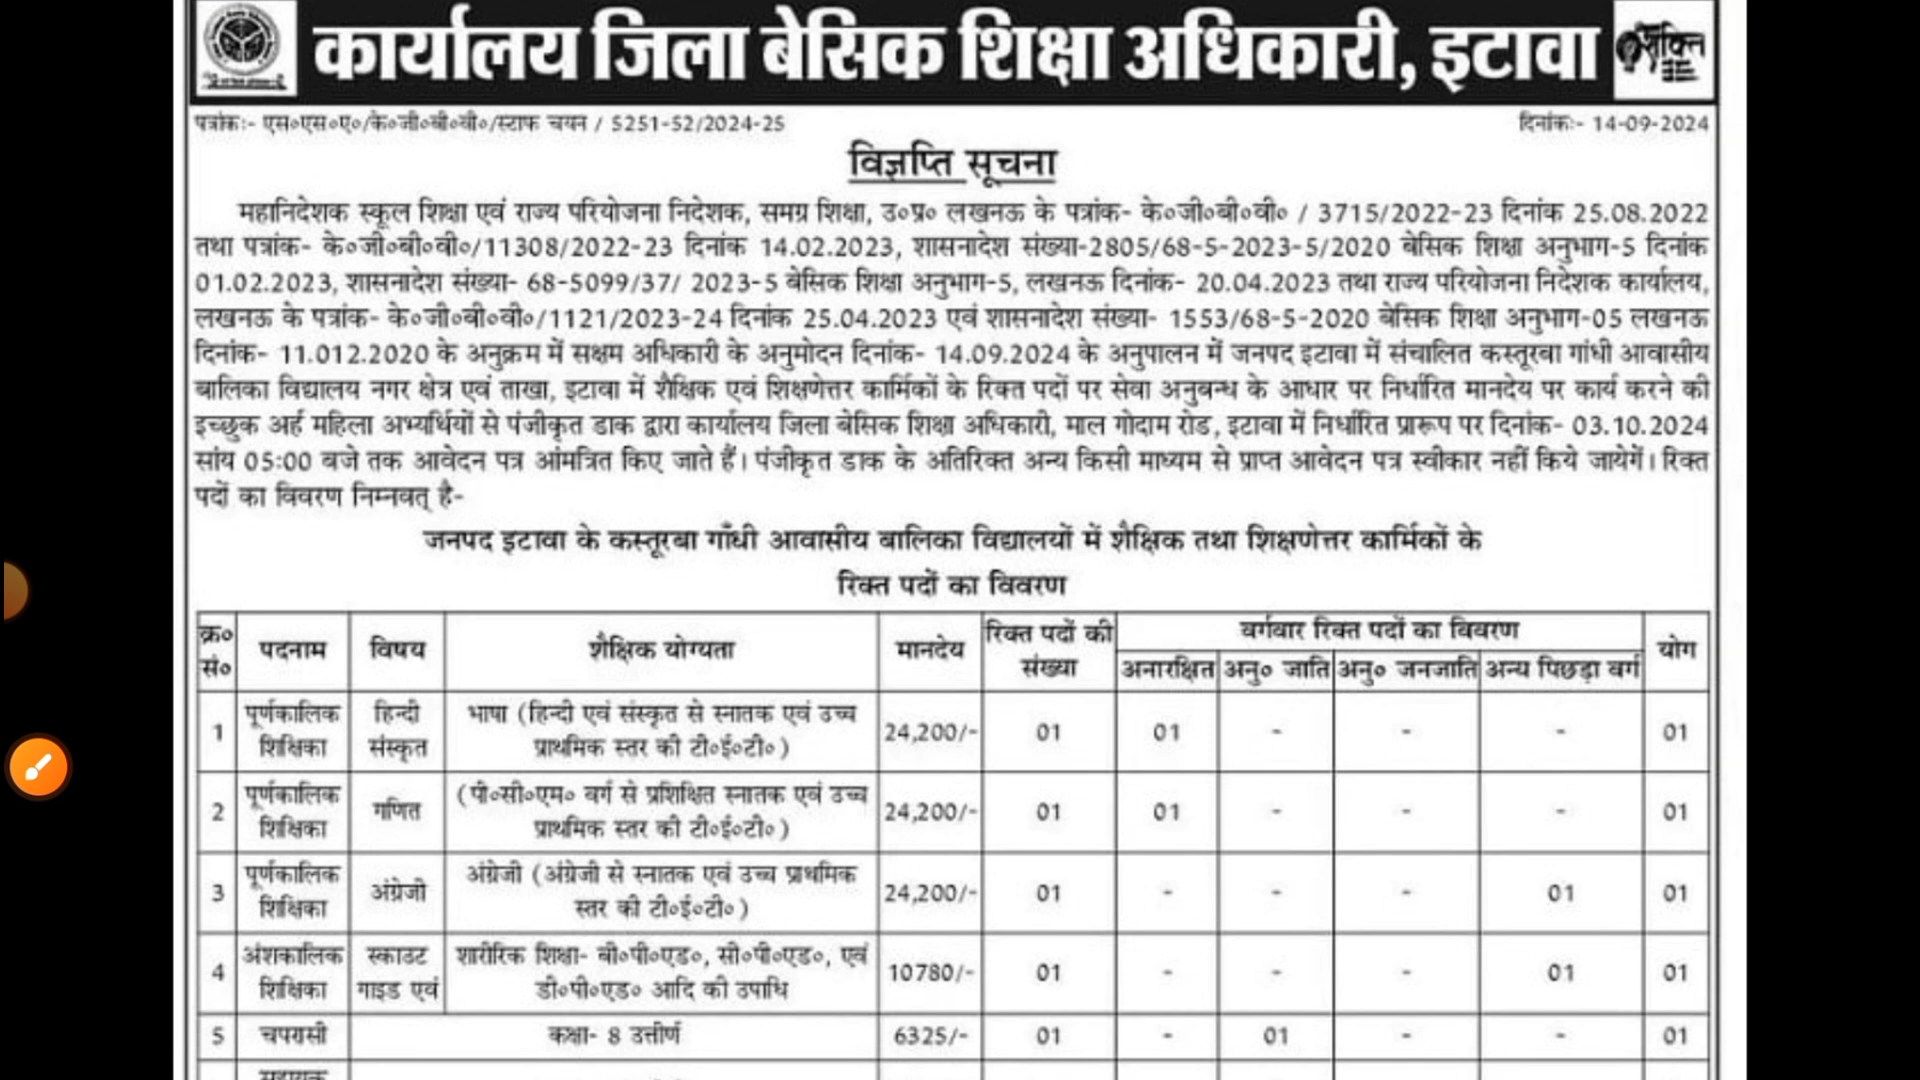 कार्यालय जिला बेसिक शिक्षा अधिकारी, इटावा
पत्रांकः- एस०एस०ए०/के०जी०बी०वी०/स्टाफ चयन / 5251-52/2024-25 दिनांकः- 14-09-2024
विज्ञप्ति सूचना
महानिदेशक स्कूल शिक्षा एवं राज्य परियोजना निदेशक, समग्र शिक्षा, उ०प्र० लखनऊ के पत्रांक- के०जी०बी०वी० / 3715/2022-23 दिनांक 25.08.2022
तथा पत्रांक- के०जी०बी०वी०/11308/2022-23 दिनांक 14.02.2023, शासनादेश संख्या-2805/68-5-2023-5/2020 बेसिक शिक्षा अनुभाग-5 दिनांक
01.02.2023, शासनादेश संख्या- 68-5099/37/ 2023-5 बेसिक शिक्षा अनुभाग-5, लखनऊ दिनांक- 20.04.2023 तथा राज्य परियोजना निदेशक कार्यालय,
लखनऊ के पत्रांक- के०जी०बी०वी०/1121/2023-24 दिनांक 25.04.2023 एवं शासनादेश संख्या- 1553/68-5-2020 बेसिक शिक्षा अनुभाग-05 लखनऊ
दिनांक- 11.012.2020 के अनुक्रम में सक्षम अधिकारी के अनुमोदन दिनांक- 14.09.2024 के अनुपालन में जनपद इटावा में संचालित कस्तूरबा गांधी आवासीय
बालिका विद्यालय नगर क्षेत्र एवं ताखा, इटावा में शैक्षिक एवं शिक्षणेत्तर कार्मिकों के रिक्त पदों पर सेवा अनुबन्ध के आधार पर निर्धारित मानदेय पर कार्य करने की
इच्छुक अर्ह महिला अभ्यर्थियों से पंजीकृत डाक द्वारा कार्यालय जिला बेसिक शिक्षा अधिकारी, माल गोदाम रोड, इटावा में निर्धारित प्रारूप पर दिनांक- 03.10.2024
सांय 05:00 बजे तक आवेदन पत्र आंमत्रित किए जाते हैं। पंजीकृत डाक के अतिरिक्त अन्य किसी माध्यम से प्राप्त आवेदन पत्र स्वीकार नहीं किये जायेगें। रिक्त
पदों का विवरण निम्नवत् है-
जनपद इटावा के कस्तूरबा गाँधी आवासीय बालिका विद्यालयों में शैक्षिक तथा शिक्षणेत्तर कार्मिकों के
रिक्त पदों का विवरण
क्र० सं० पदनाम विषय शैक्षिक योग्यता मानदेय रिक्त पदों की संख्या वर्गवार रिक्त पदों का विवरण योग
अनारक्षित अनु० जाति अनु० जनजाति अन्य पिछड़ा वर्ग
1 पूर्णकालिक शिक्षिका हिन्दी संस्कृत भाषा (हिन्दी एवं संस्कृत से स्नातक एवं उच्च प्राथमिक स्तर की टी०ई०टी०) 24,200/- 01 01 - - - 01
2 पूर्णकालिक शिक्षिका गणित (पी०सी०एम० वर्ग से प्रशिक्षित स्नातक एवं उच्च प्राथमिक स्तर की टी०ई०टी०) 24,200/- 01 01 - - - 01
3 पूर्णकालिक शिक्षिका अंग्रेजी अंग्रेजी (अंग्रेजी से स्नातक एवं उच्च प्राथमिक स्तर की टी०ई०टी०) 24,200/- 01 - - - 01 01
4 अंशकालिक शिक्षिका स्काउट गाइड एवं शारीरिक शिक्षा- बी०पी०एड०, सी०पी०एड०, एवं डी०पी०एड० आदि की उपाधि 10780/- 01 - - - 01 01
5 चपरासी कक्षा- 8 उत्तीर्ण 6325/- 01 - 01 - - 01